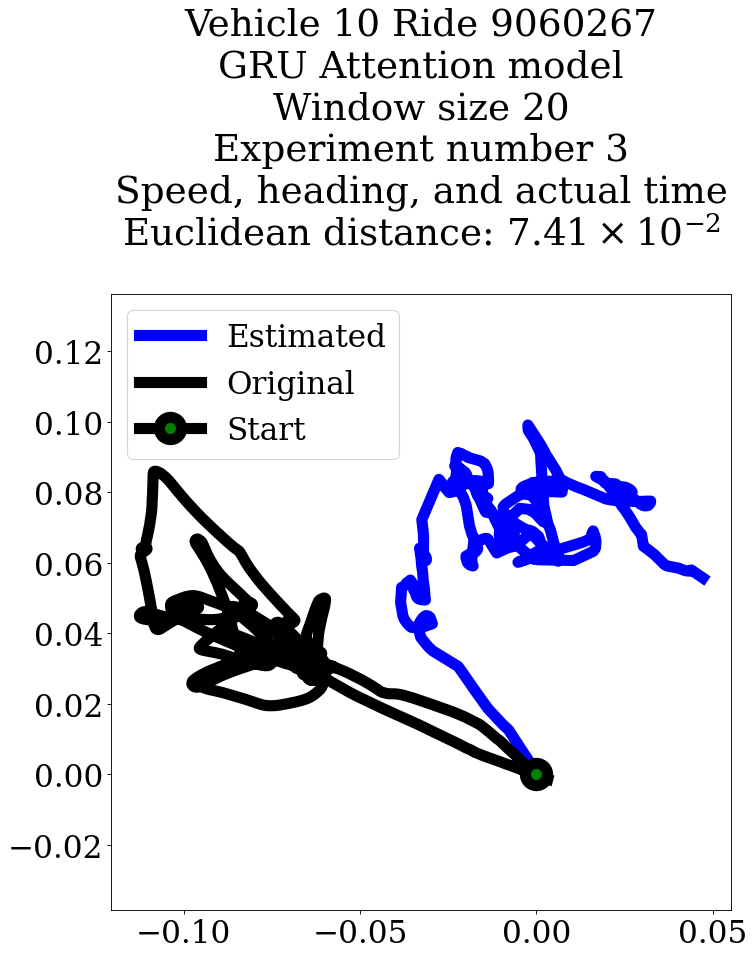 Vehicle 10 Ride 9060267
GRU Attention model
Window size 20
Experiment number 3
Speed, heading, and actual time
Euclidean distance: 7.41 × 10⁻²
Estimated
Original
Start
0.12
0.10
0.08
0.06
0.04
0.02
0.00
−0.02
−0.10
−0.05
0.00
0.05